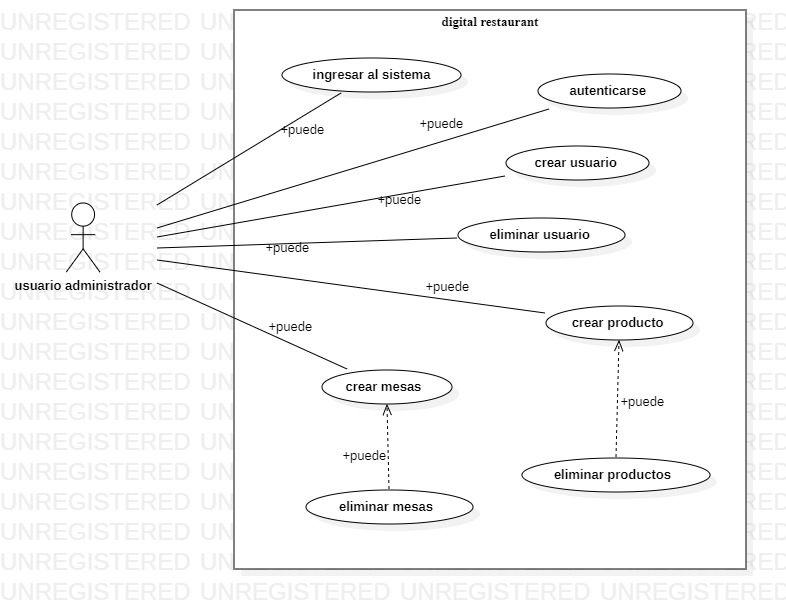 digital restaurant
ingresar al sistema
autenticarse
+puede
+puede
crear usuario
+puede
eliminar usuario
+puede
usuario administrador
+puede
crear producto
+puede
crear mesas
+puede
+puede
eliminar productos
eliminar mesas
UNREGISTERED UNREGISTERED UNREGISTERED UNREGISTERED